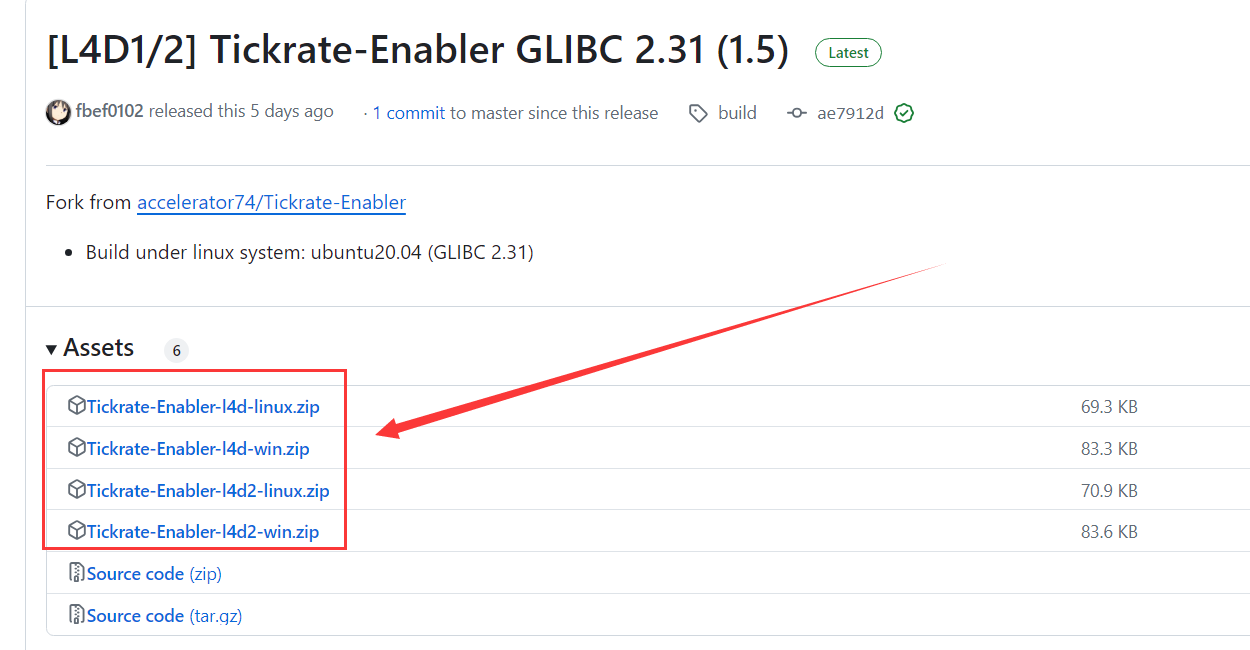 [L4D1/2] Tickrate-Enabler GLIBC 2.31 (1.5) Latest
fbef0102 released this 5 days ago · 1 commit to master since this release build ae7912d
Fork from accelerator74/Tickrate-Enabler
• Build under linux system: ubuntu20.04 (GLIBC 2.31)
Assets 6
Tickrate-Enabler-l4d-linux.zip 69.3 KB
Tickrate-Enabler-l4d-win.zip 83.3 KB
Tickrate-Enabler-l4d2-linux.zip 70.9 KB
Tickrate-Enabler-l4d2-win.zip 83.6 KB
Source code (zip)
Source code (tar.gz)